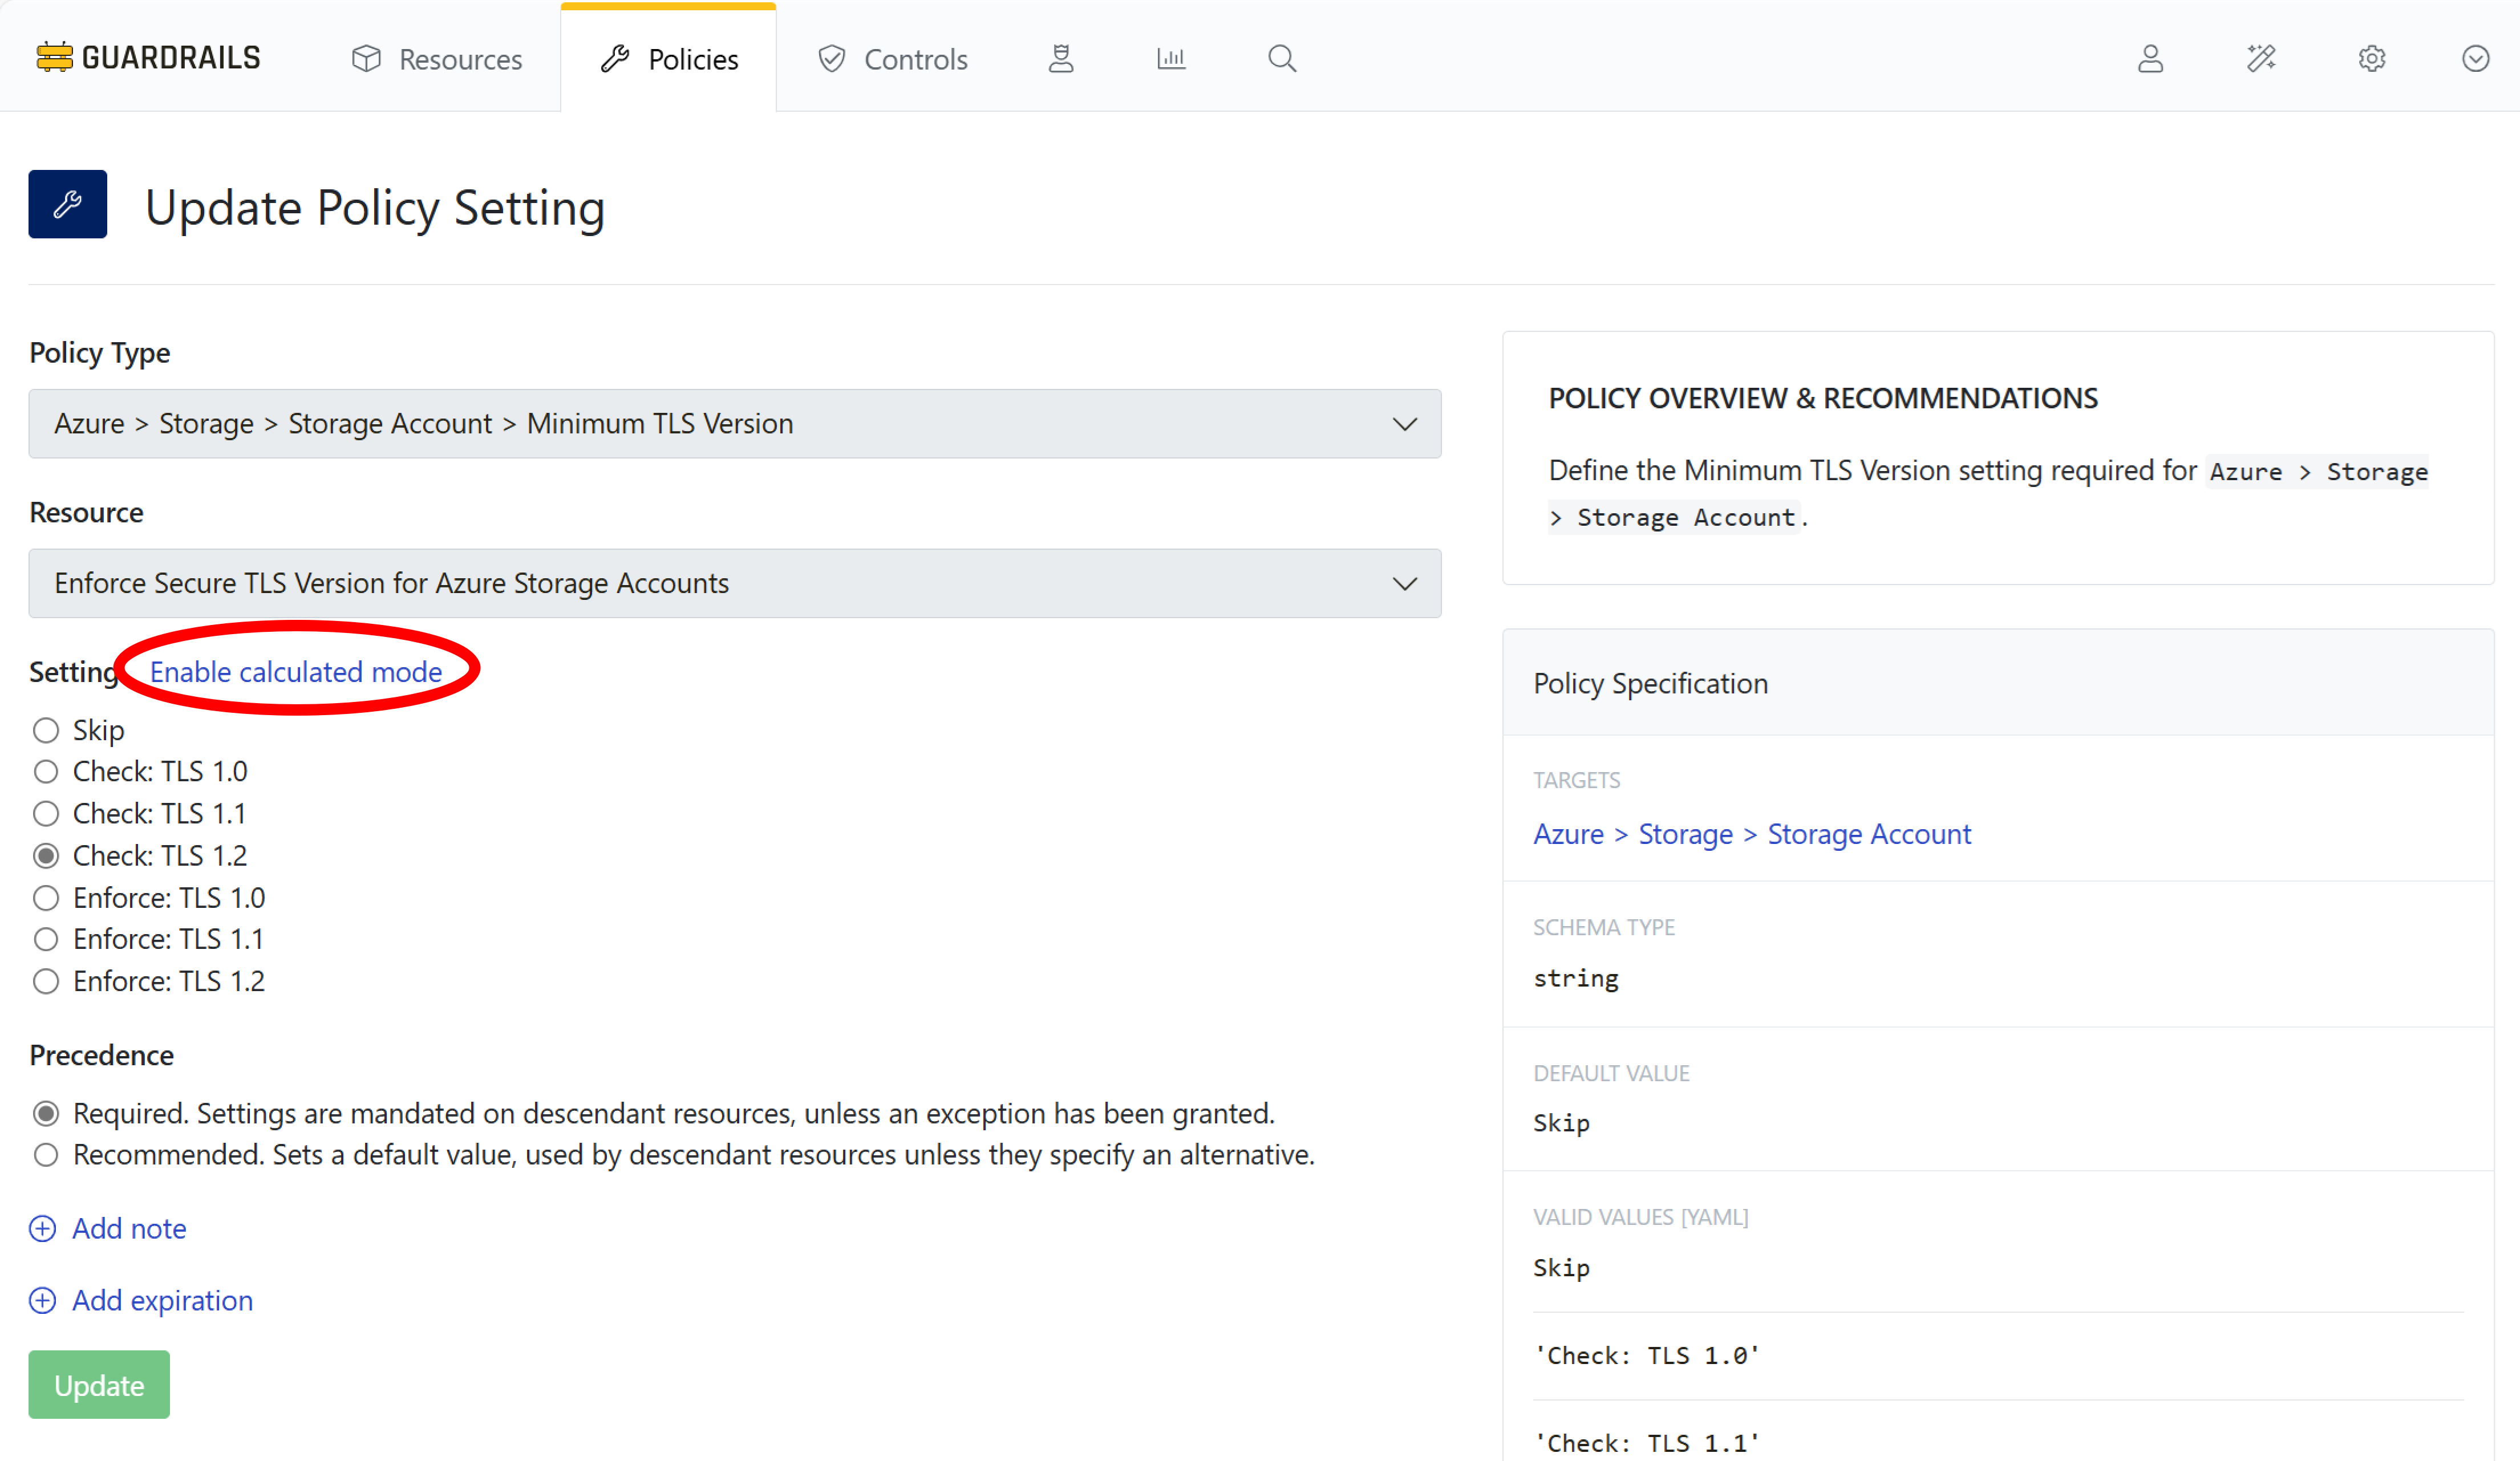 GUARDRAILS
Resources
Policies
Controls
Update Policy Setting
Policy Type
Azure > Storage > Storage Account > Minimum TLS Version
Resource
Enforce Secure TLS Version for Azure Storage Accounts
Setting Enable calculated mode
Skip
Check: TLS 1.0
Check: TLS 1.1
Check: TLS 1.2
Enforce: TLS 1.0
Enforce: TLS 1.1
Enforce: TLS 1.2
Precedence
Required. Settings are mandated on descendant resources, unless an exception has been granted.
Recommended. Sets a default value, used by descendant resources unless they specify an alternative.
Add note
Add expiration
Update
POLICY OVERVIEW & RECOMMENDATIONS
Define the Minimum TLS Version setting required for Azure > Storage
> Storage Account.
Policy Specification
TARGETS
Azure > Storage > Storage Account
SCHEMA TYPE
string
DEFAULT VALUE
Skip
VALID VALUES [YAML]
Skip
'Check: TLS 1.0'
'Check: TLS 1.1'